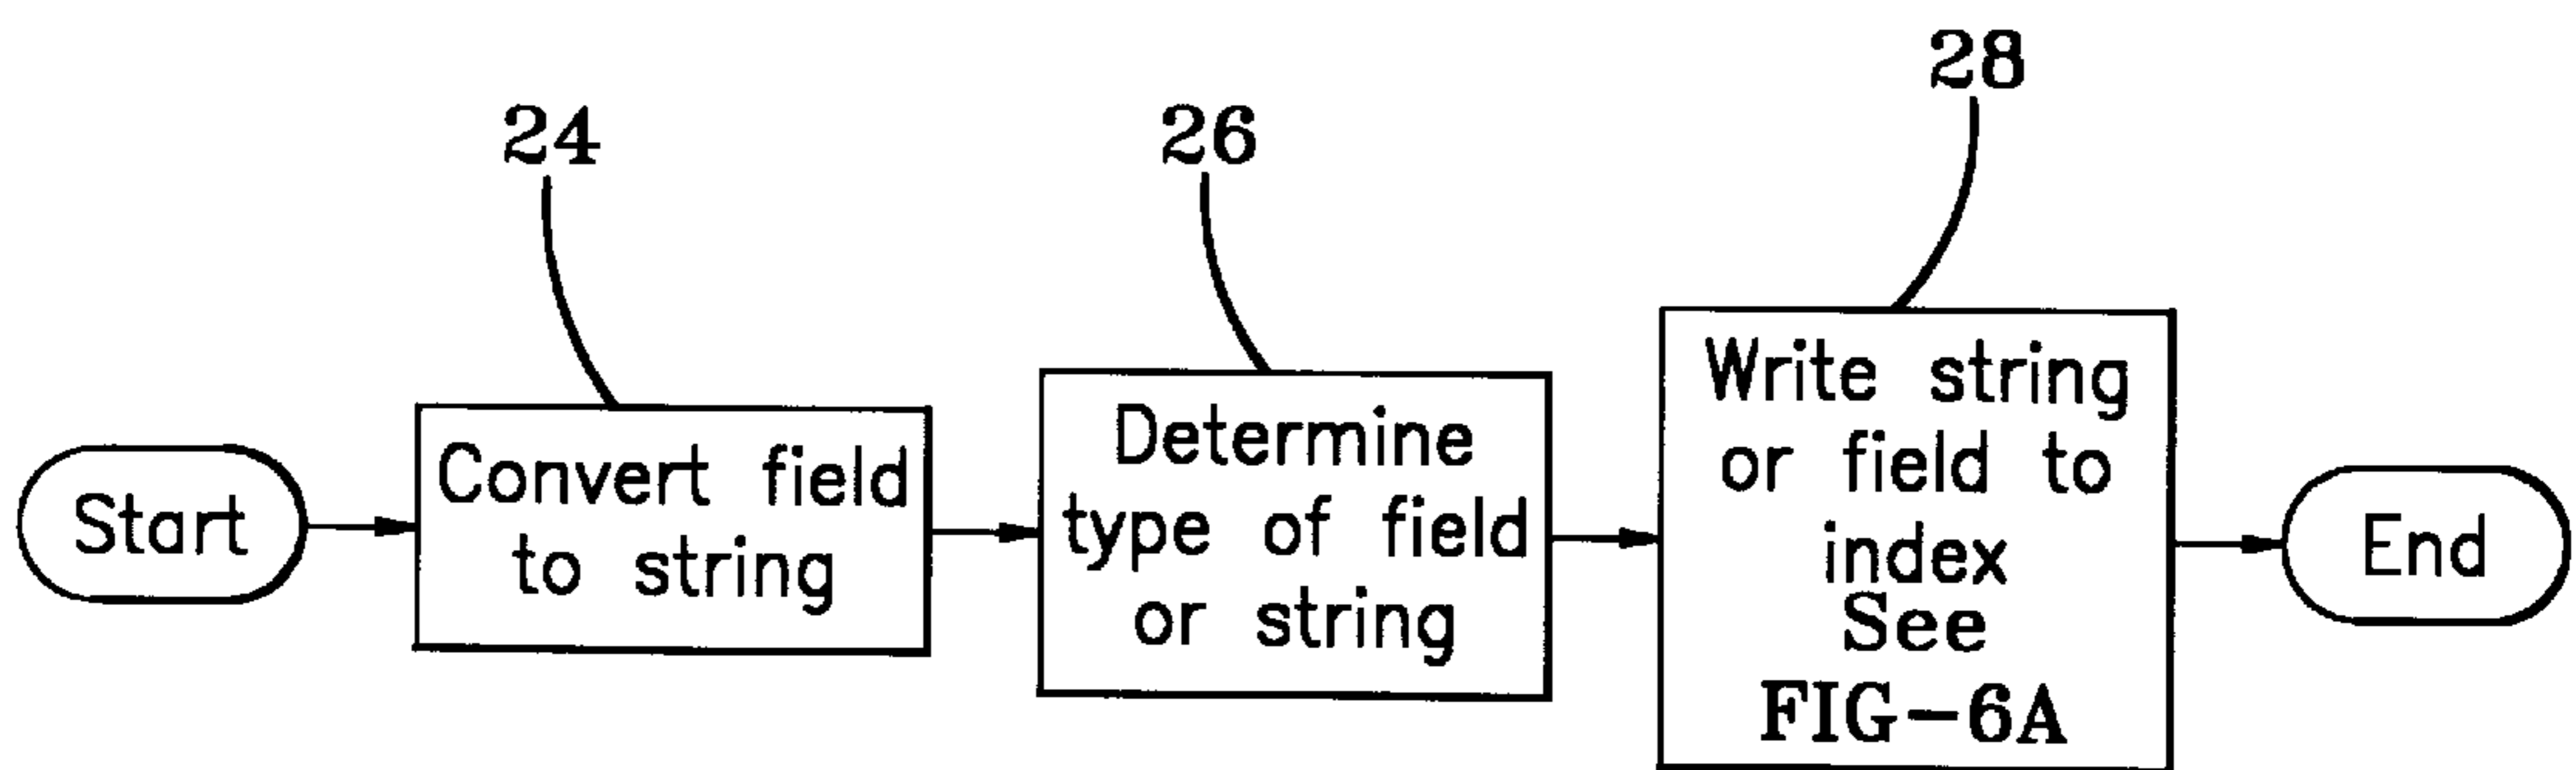 24
26
28
Start
Convert field
to string
Determine
type of field
or string
Write string
or field to
index
See
FIG-6A
End